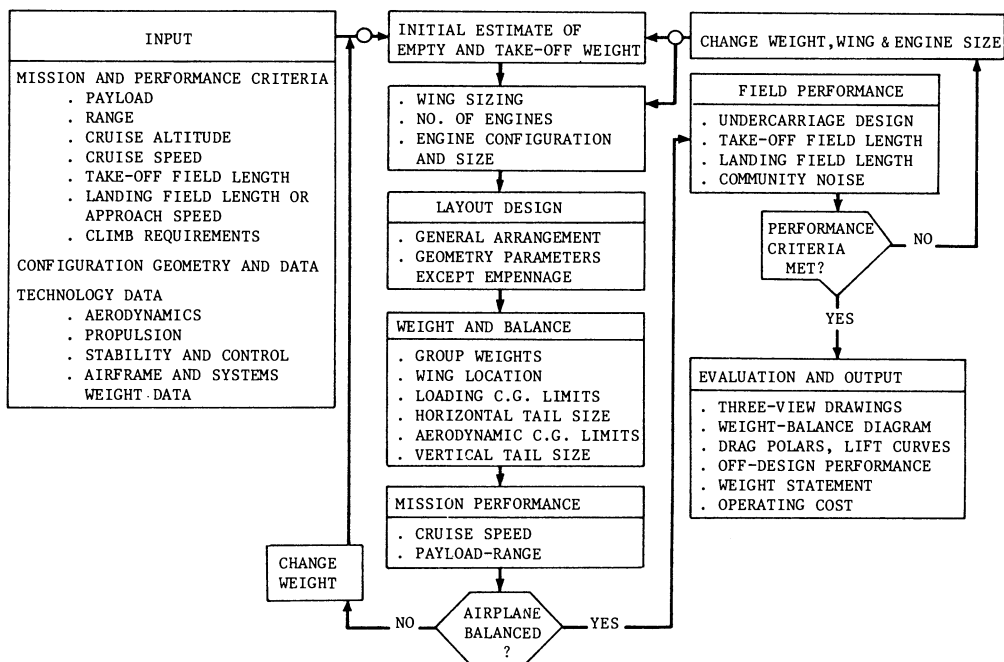 INPUT
MISSION AND PERFORMANCE CRITERIA
. PAYLOAD
. RANGE
. CRUISE ALTITUDE
. CRUISE SPEED
. TAKE-OFF FIELD LENGTH
. LANDING FIELD LENGTH OR
APPROACH SPEED
. CLIMB REQUIREMENTS
CONFIGURATION GEOMETRY AND DATA
TECHNOLOGY DATA
. AERODYNAMICS
. PROPULSION
. STABILITY AND CONTROL
. AIRFRAME AND SYSTEMS
WEIGHT DATA
INITIAL ESTIMATE OF
EMPTY AND TAKE-OFF WEIGHT
. WING SIZING
. NO. OF ENGINES
. ENGINE CONFIGURATION
AND SIZE
LAYOUT DESIGN
. GENERAL ARRANGEMENT
. GEOMETRY PARAMETERS
EXCEPT EMPENNAGE
WEIGHT AND BALANCE
. GROUP WEIGHTS
. WING LOCATION
. LOADING C.G. LIMITS
. HORIZONTAL TAIL SIZE
. AERODYNAMIC C.G. LIMITS
. VERTICAL TAIL SIZE
MISSION PERFORMANCE
. CRUISE SPEED
. PAYLOAD-RANGE
AIRPLANE
BALANCED
?
NO
YES
CHANGE
WEIGHT
CHANGE WEIGHT, WING & ENGINE SIZE
FIELD PERFORMANCE
. UNDERCARRIAGE DESIGN
. TAKE-OFF FIELD LENGTH
. LANDING FIELD LENGTH
. COMMUNITY NOISE
PERFORMANCE
CRITERIA
MET?
NO
YES
EVALUATION AND OUTPUT
. THREE-VIEW DRAWINGS
. WEIGHT-BALANCE DIAGRAM
. DRAG POLARS, LIFT CURVES
. OFF-DESIGN PERFORMANCE
. WEIGHT STATEMENT
. OPERATING COST